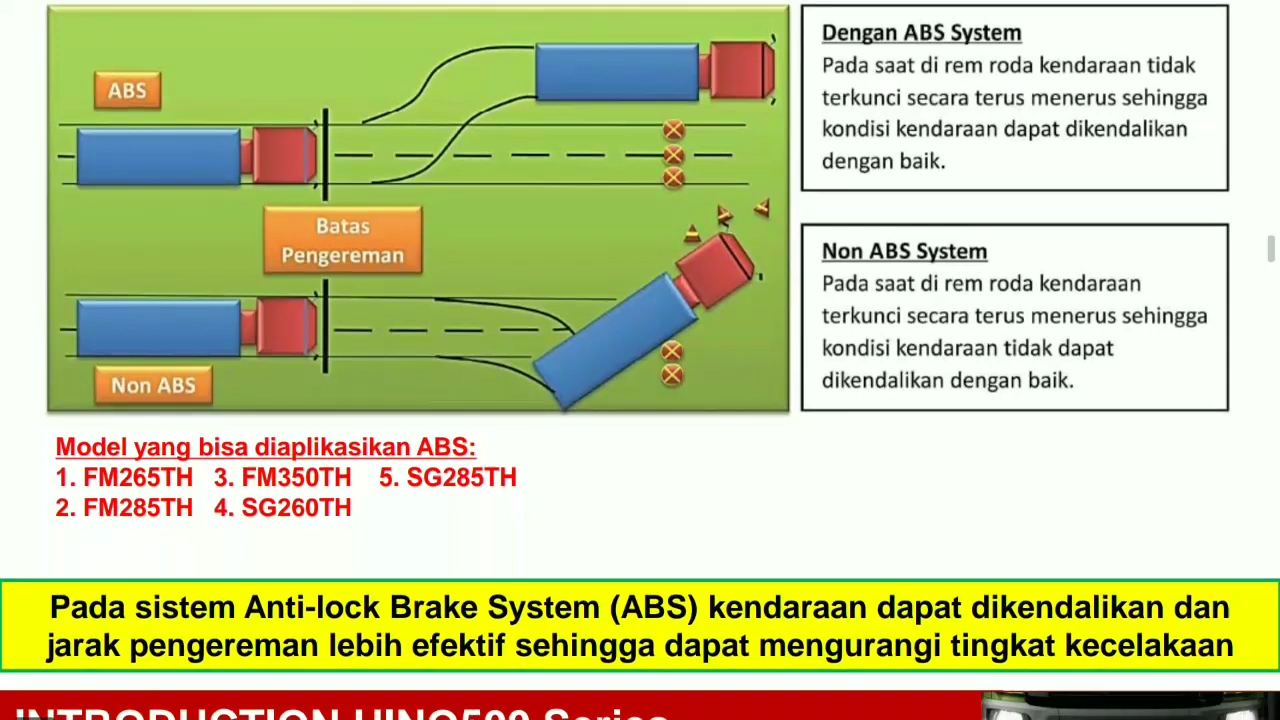 ABS
Batas
Pengereman
Non ABS
Dengan ABS System
Pada saat di rem roda kendaraan tidak
terkunci secara terus menerus sehingga
kondisi kendaraan dapat dikendalikan
dengan baik.
Non ABS System
Pada saat di rem roda kendaraan
terkunci secara terus menerus sehingga
kondisi kendaraan tidak dapat
dikendalikan dengan baik.
Model yang bisa diaplikasikan ABS:
1. FM265TH 3. FM350TH 5. SG285TH
2. FM285TH 4. SG260TH
Pada sistem Anti-lock Brake System (ABS) kendaraan dapat dikendalikan dan
jarak pengereman lebih efektif sehingga dapat mengurangi tingkat kecelakaan
INTRODUCTION HINO500 Series